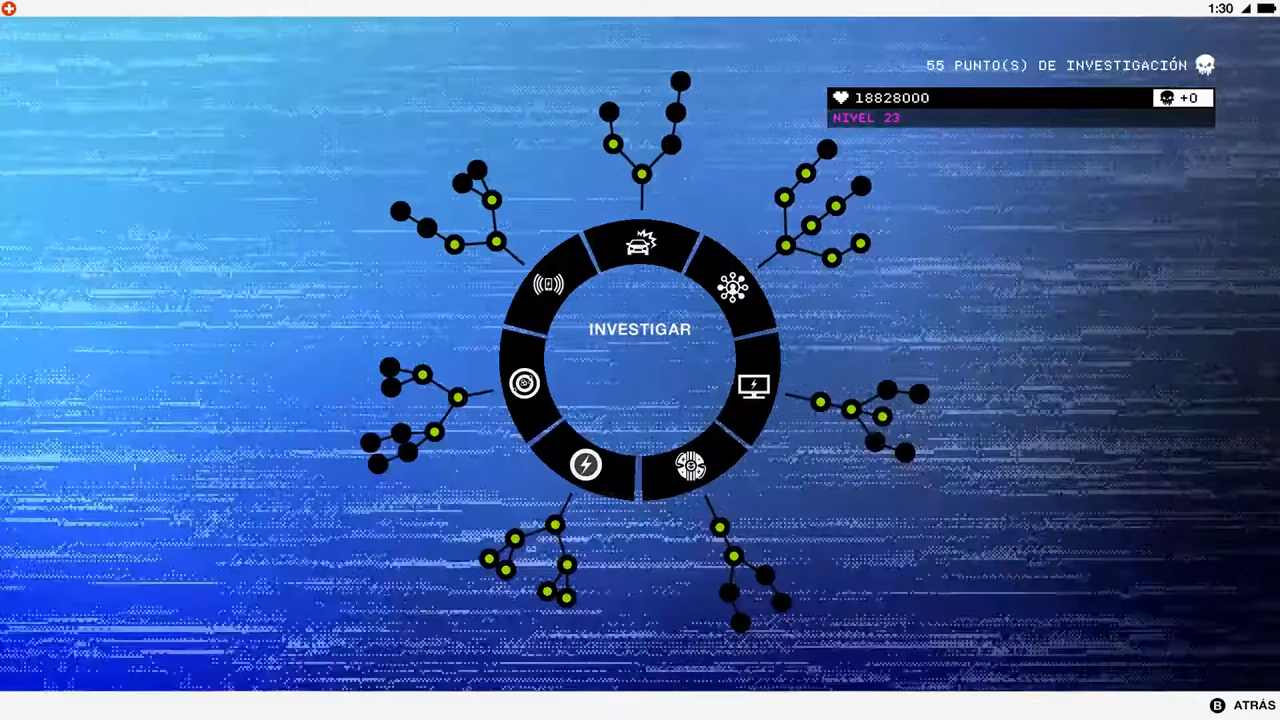 1:30
55 PUNTO(S) DE INVESTIGACIÓN
18828000
+0
NIVEL 23
INVESTIGAR
B ATRÁS